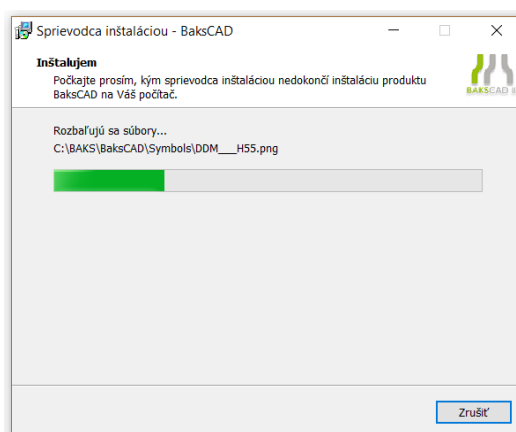 Sprievodca inštaláciou - BaksCAD
Inštalujem
Počkajte prosím, kým sprievodca inštaláciou nedokončí inštaláciu produktu
BaksCAD na Váš počítač.
BAKSCAD
Rozbaľujú sa súbory...
C:\BAKS\BaksCAD\Symbols\DDM___H55.png
Zrušiť